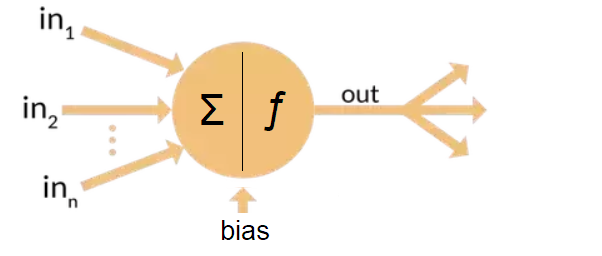 in₁
in₂
inₙ
Σ
f
out
bias